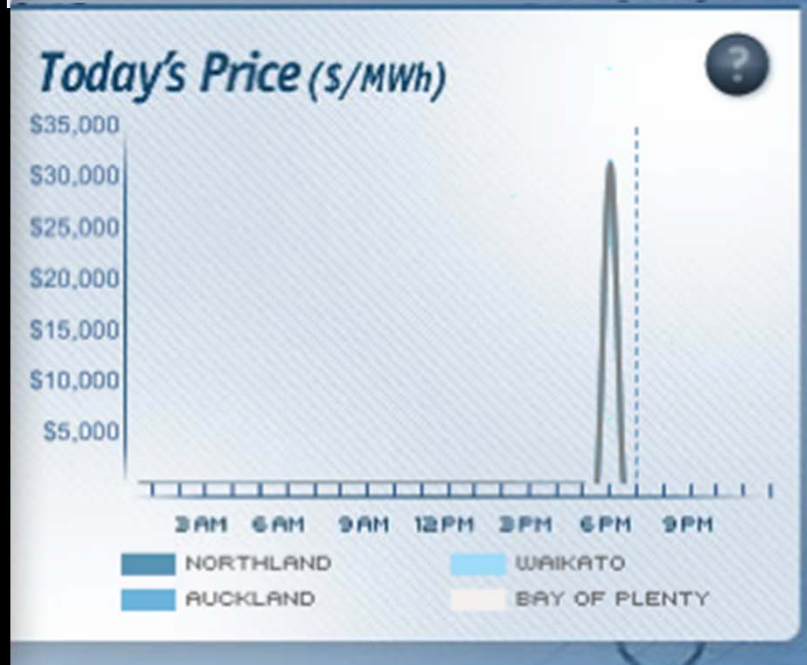 Today's Price ($/MWh)
?
$35,000
$30,000
$25,000
$20,000
$15,000
$10,000
$5,000
3AM 6AM 9AM 12PM 3PM 6PM 9PM
NORTHLAND WAIKATO
AUCKLAND BAY OF PLENTY